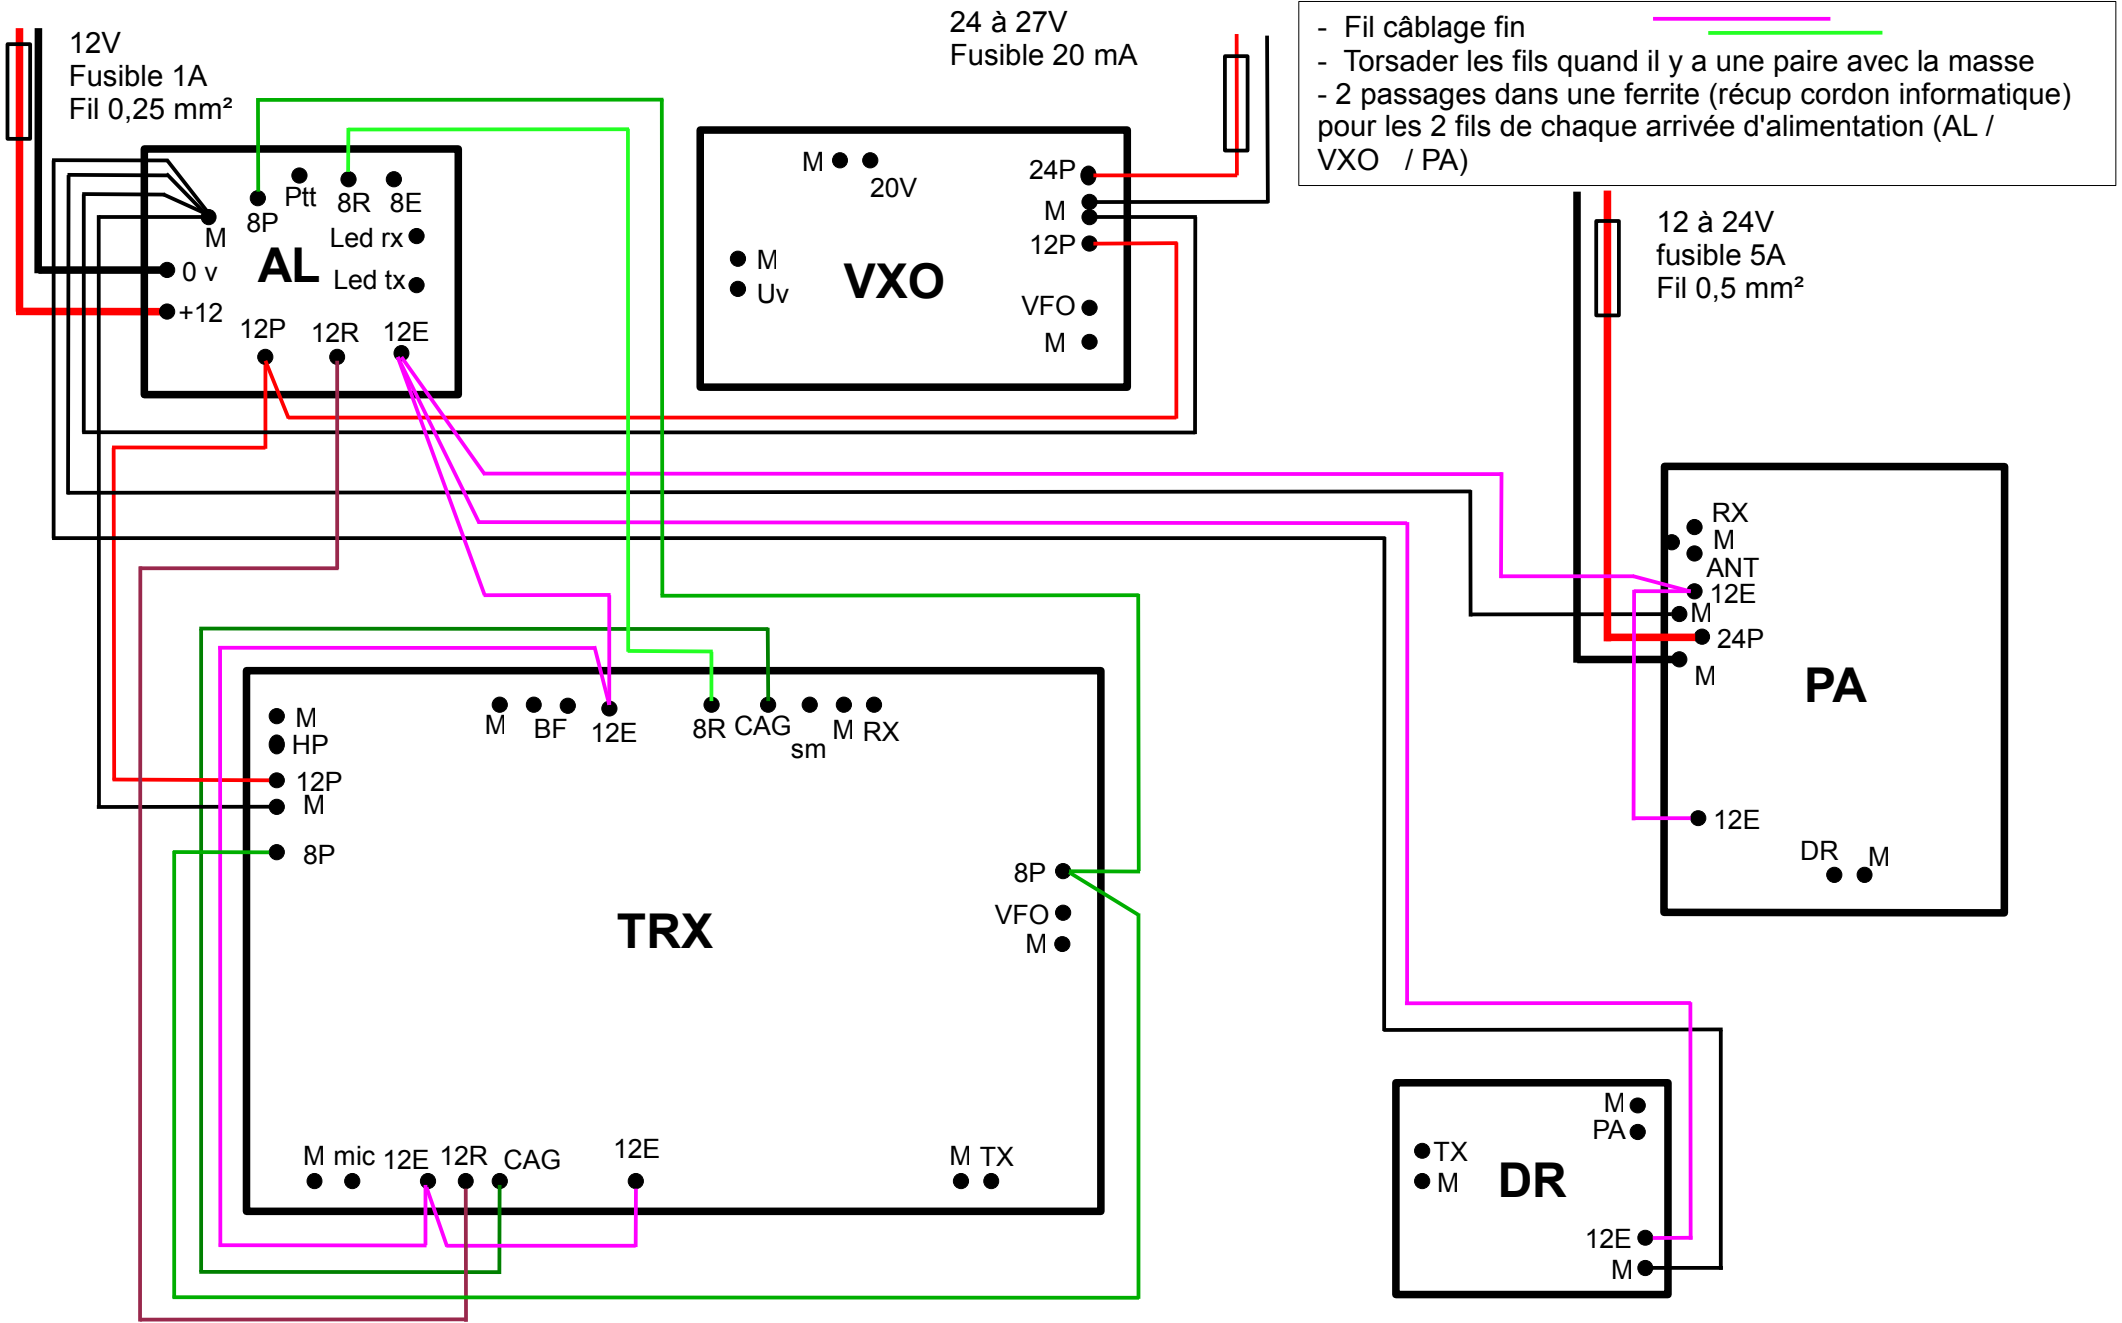 12V
Fusible 1A
Fil 0,25 mm²
24 à 27V
Fusible 20 mA
- Fil câblage fin
- Torsader les fils quand il y a une paire avec la masse
- 2 passages dans une ferrite (récup cordon informatique)
pour les 2 fils de chaque arrivée d'alimentation (AL /
VXO / PA)
12 à 24V
fusible 5A
Fil 0,5 mm²
Ptt
8P
8R
8E
M
Led rx
AL
0 v
Led tx
+12
12P
12R
12E
M
20V
24P
M
12P
M
Uv
VXO
VFO
M
RX
M
ANT
12E
M
24P
M
PA
12E
DR
M
M
HP
12P
M
8P
M
BF
12E
8R
CAG
sm
M
RX
8P
VFO
M
TRX
M
mic
12E
12R
CAG
12E
M
TX
M
PA
TX
M
DR
12E
M